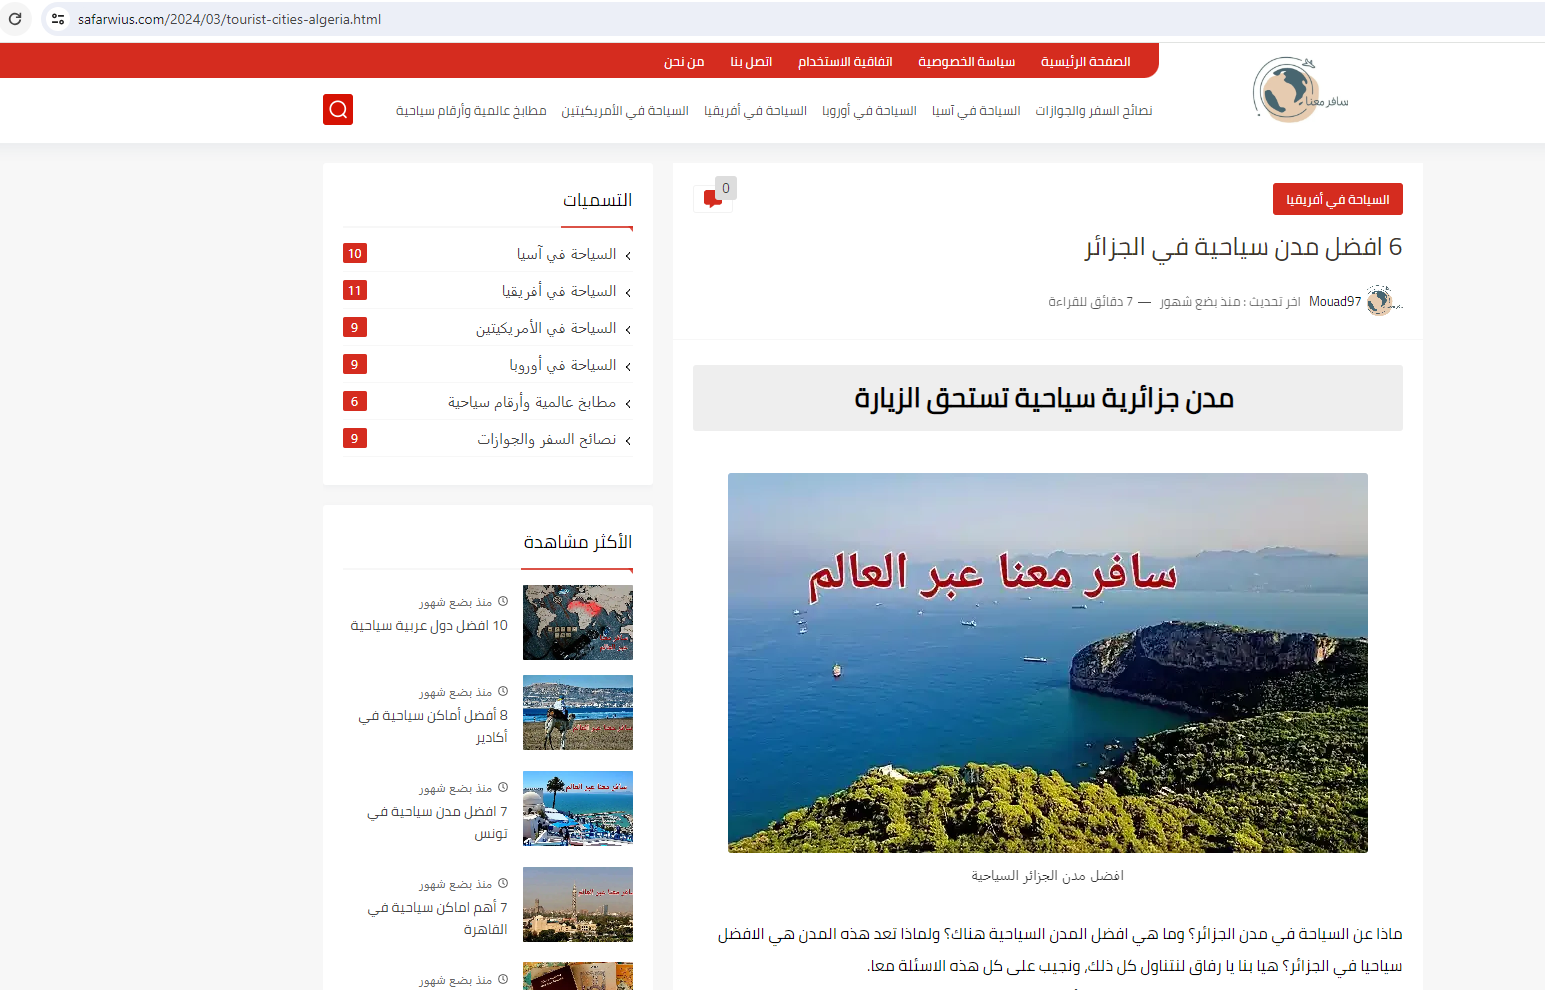 safarwius.com/2024/03/tourist-cities-algeria.html
الصفحة الرئيسية
سياسة الخصوصية
اتفاقية الاستخدام
اتصل بنا
من نحن
سافر معنا
نصائح السفر والجوازات
السياحة في آسيا
السياحة في أوروبا
السياحة في أفريقيا
السياحة في الأمريكيتين
مطابخ عالمية وأرقام سياحية
السياحة في أفريقيا
0
6 افضل مدن سياحية في الجزائر
Mouad97 اخر تحديث : منذ بضع شهور — 7 دقائق للقراءة
مدن جزائرية سياحية تستحق الزيارة
سافر معنا عبر العالم
افضل مدن الجزائر السياحية
ماذا عن السياحة في مدن الجزائر؟ وما هي افضل المدن السياحية هناك؟ ولماذا تعد هذه المدن هي الافضل
سياحيا في الجزائر؟ هيا بنا يا رفاق لنتناول كل ذلك، ونجيب على كل هذه الاسئلة معا.
التسميات
السياحة في آسيا 10
السياحة في أفريقيا 11
السياحة في الأمريكيتين 9
السياحة في أوروبا 9
مطابخ عالمية وأرقام سياحية 6
نصائح السفر والجوازات 9
الأكثر مشاهدة
منذ بضع شهور
10 افضل دول عربية سياحية
منذ بضع شهور
8 أفضل أماكن سياحية في
أكادير
سافر معنا عبر العالم
منذ بضع شهور
7 افضل مدن سياحية في
تونس
منذ بضع شهور
7 أهم اماكن سياحية في
القاهرة
منذ بضع شهور